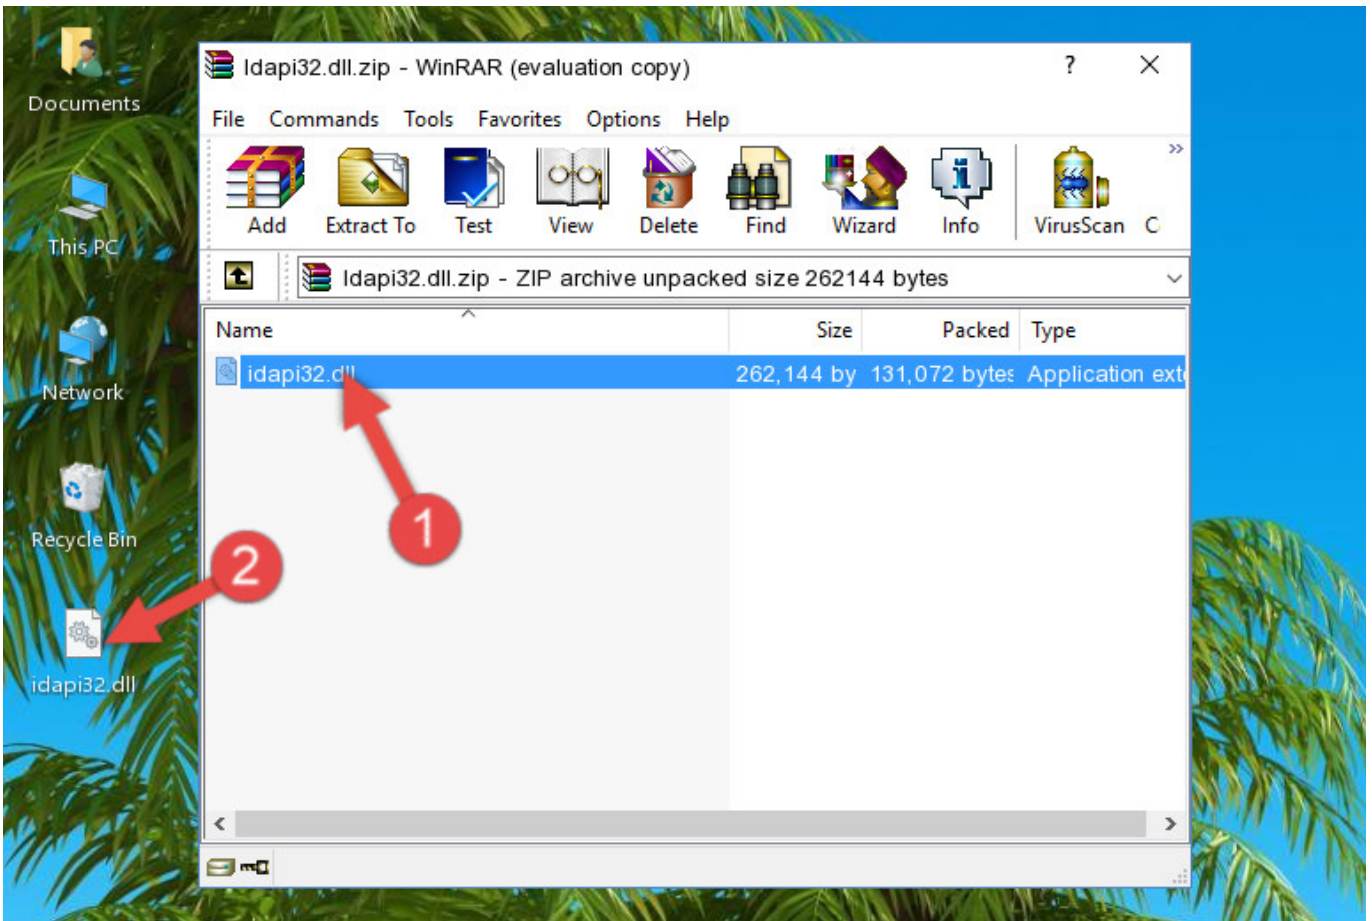 Documents
This PC
Network
Recycle Bin
idapi32.dll
Idapi32.dll.zip - WinRAR (evaluation copy)
?
File Commands Tools Favorites Options Help
Add Extract To Test View Delete Find Wizard Info VirusScan C
Idapi32.dll.zip - ZIP archive unpacked size 262144 bytes
Name Size Packed Type
idapi32.dll 262,144 by 131,072 bytes Application exte
1
2